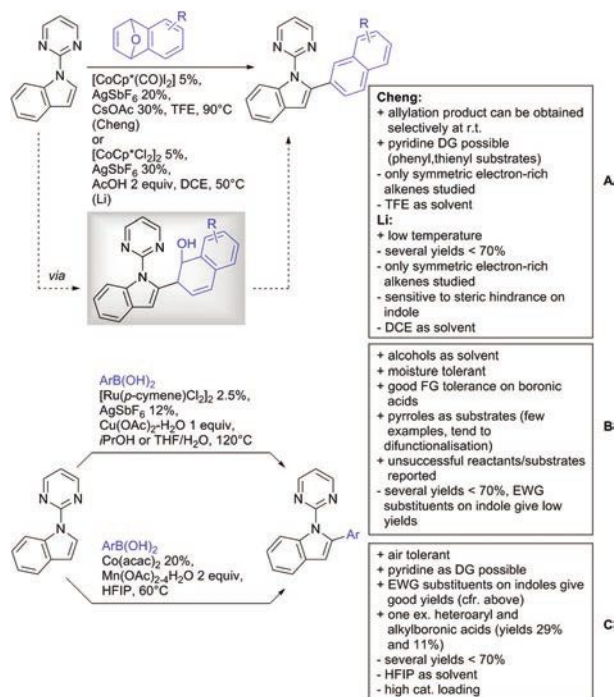 R
R
N N
N
N N
N
[CoCp*(CO)I₂] 5%,
AgSbF₆ 20%,
CsOAc 30%, TFE, 90°C
(Cheng)
or
[CoCp*Cl₂]₂ 5%,
AgSbF₆ 30%,
AcOH 2 equiv, DCE, 50°C
(Li)
via
R
OH
N N
N
Cheng:
+ allylation product can be obtained
selectively at r.t.
+ pyridine DG possible
(phenyl,thienyl substrates)
- only symmetric electron-rich
alkenes studied
- TFE as solvent
Li:
+ low temperature
- several yields < 70%
- only symmetric electron-rich
alkenes studied
- sensitive to steric hindrance on
indole
- DCE as solvent
ArB(OH)₂
[Ru(p-cymene)Cl₂]₂ 2.5%,
AgSbF₆ 12%,
Cu(OAc)₂-H₂O 1 equiv,
iPrOH or THF/H₂O, 120°C
+ alcohols as solvent
+ moisture tolerant
+ good FG tolerance on boronic
acids
+ pyrroles as substrates (few
examples, tend to
difunctionalisation)
+ unsuccessful reactants/substrates
reported
- several yields < 70%, EWG
substituents on indole give low
yields
N N
N
N N
N
Ar
ArB(OH)₂
Co(acac)₂ 20%,
Mn(OAc)₂₋₄H₂O 2 equiv,
HFIP, 60°C
+ air tolerant
+ pyridine as DG possible
+ EWG substituents on indoles give
good yields (cfr. above)
+ one ex. heteroaryl and
alkylboronic acids (yields 29%
and 11%)
- several yields < 70%
- HFIP as solvent
- high cat. loading